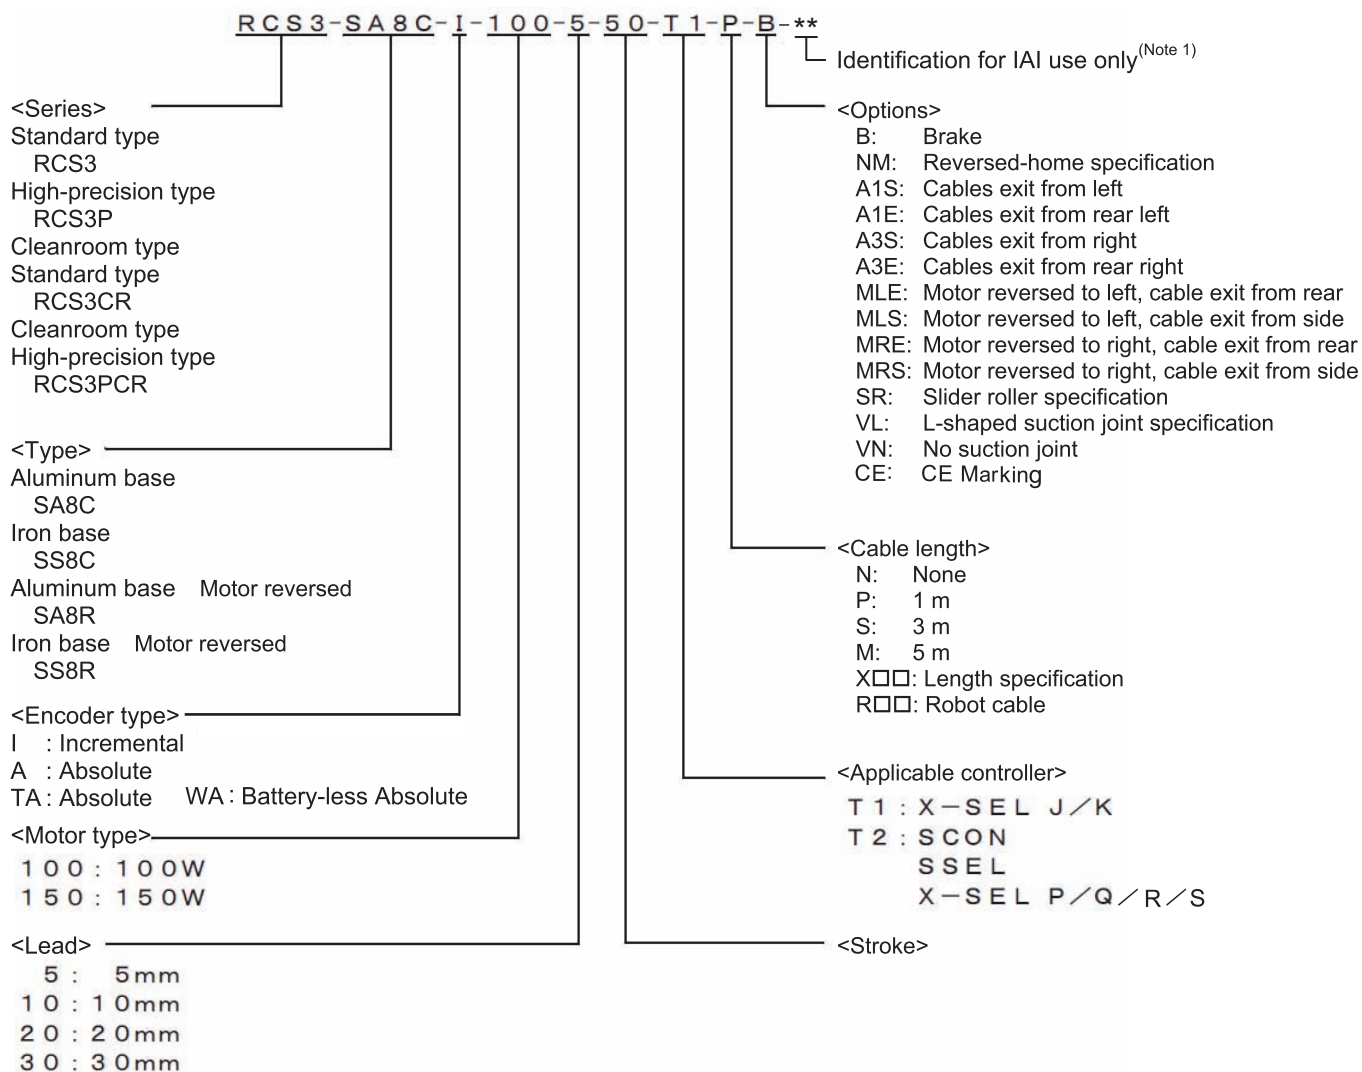 RCS3-SA8C-I-100-5-50-T1-P-B-**
Identification for IAI use only(Note 1)
<Series>
Standard type
RCS3
High-precision type
RCS3P
Cleanroom type
Standard type
RCS3CR
Cleanroom type
High-precision type
RCS3PCR
<Type>
Aluminum base
SA8C
Iron base
SS8C
Aluminum base Motor reversed
SA8R
Iron base Motor reversed
SS8R
<Encoder type>
I : Incremental
A : Absolute
TA : Absolute WA : Battery-less Absolute
<Motor type>
100 : 100W
150 : 150W
<Lead>
5 : 5mm
10 : 10mm
20 : 20mm
30 : 30mm
<Options>
B: Brake
NM: Reversed-home specification
A1S: Cables exit from left
A1E: Cables exit from rear left
A3S: Cables exit from right
A3E: Cables exit from rear right
MLE: Motor reversed to left, cable exit from rear
MLS: Motor reversed to left, cable exit from side
MRE: Motor reversed to right, cable exit from rear
MRS: Motor reversed to right, cable exit from side
SR: Slider roller specification
VL: L-shaped suction joint specification
VN: No suction joint
CE: CE Marking
<Cable length>
N: None
P: 1 m
S: 3 m
M: 5 m
X□□: Length specification
R□□: Robot cable
<Applicable controller>
T1 : X-SEL J/K
T2 : SCON
SSEL
X-SEL P/Q/R/S
<Stroke>